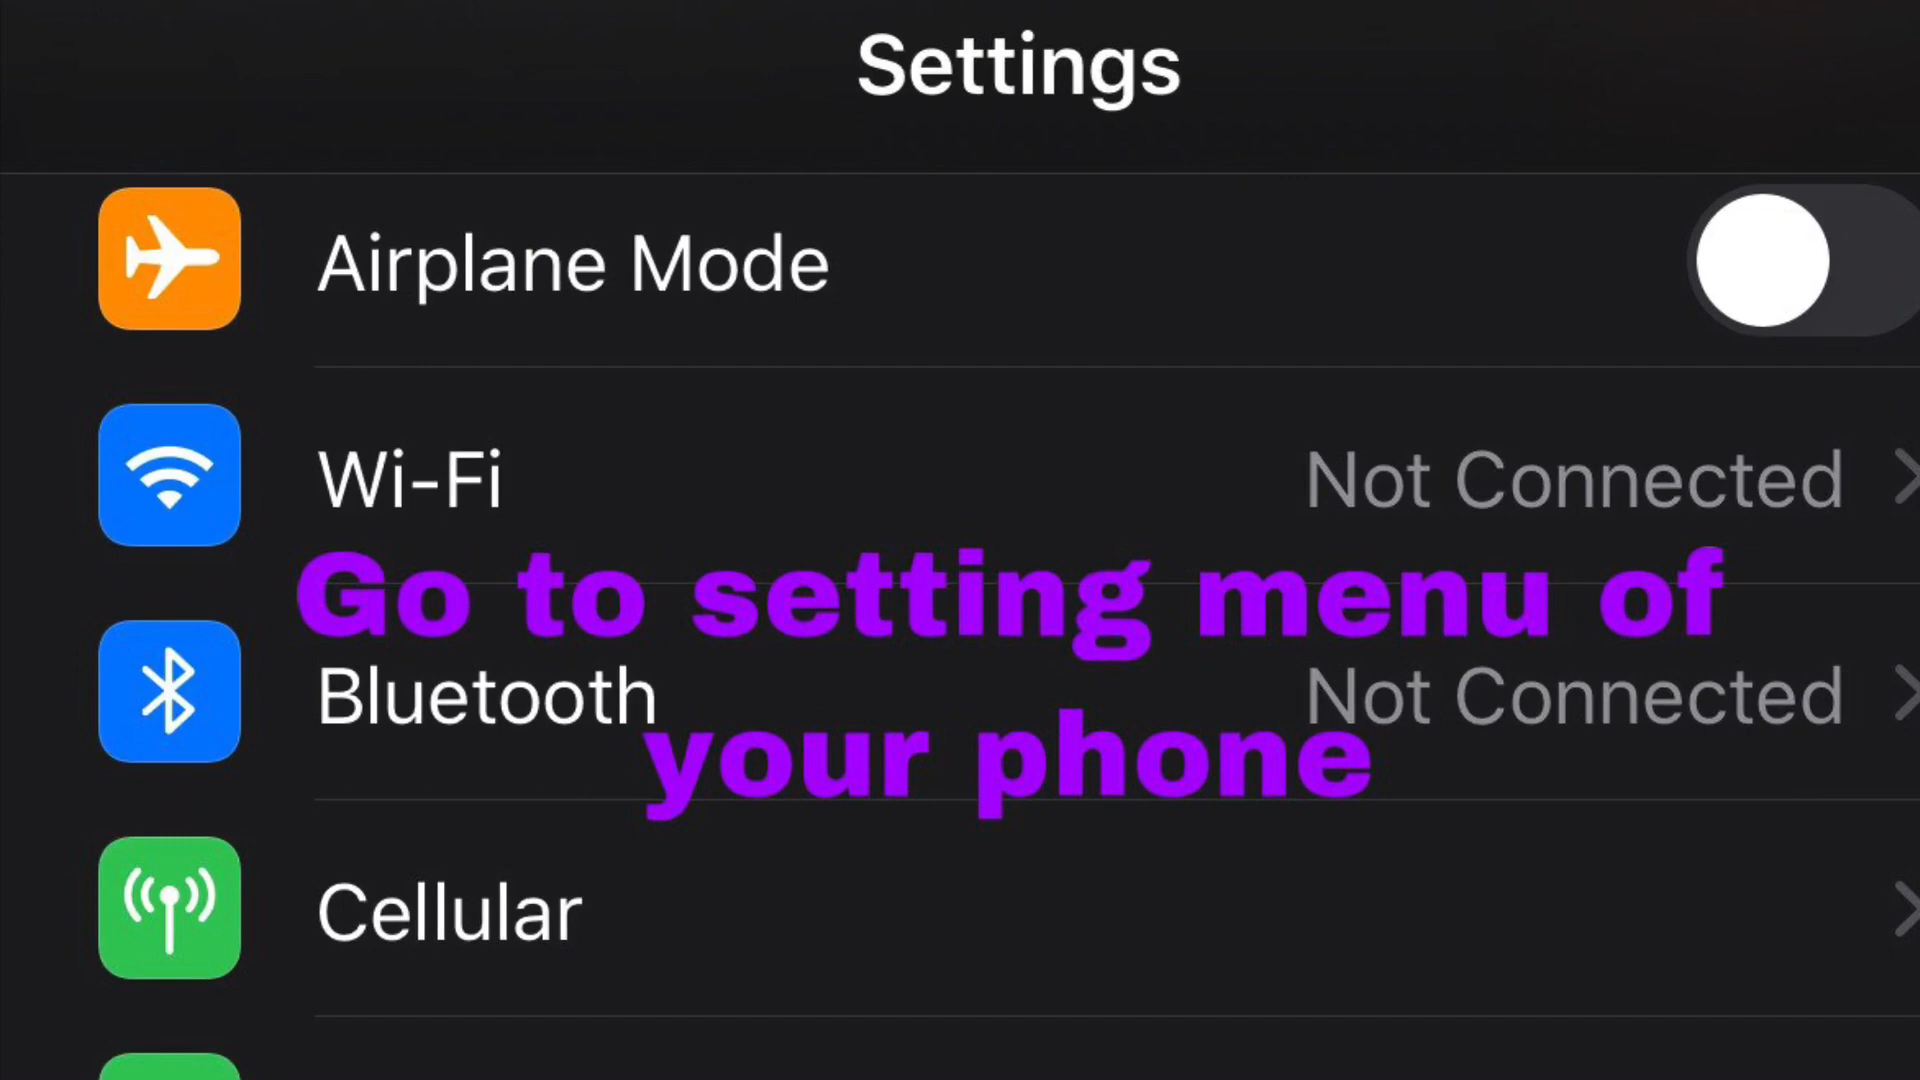 Settings
Airplane Mode
Wi-Fi Not Connected
Go to setting menu of
Bluetooth Not Connected
your phone
Cellular